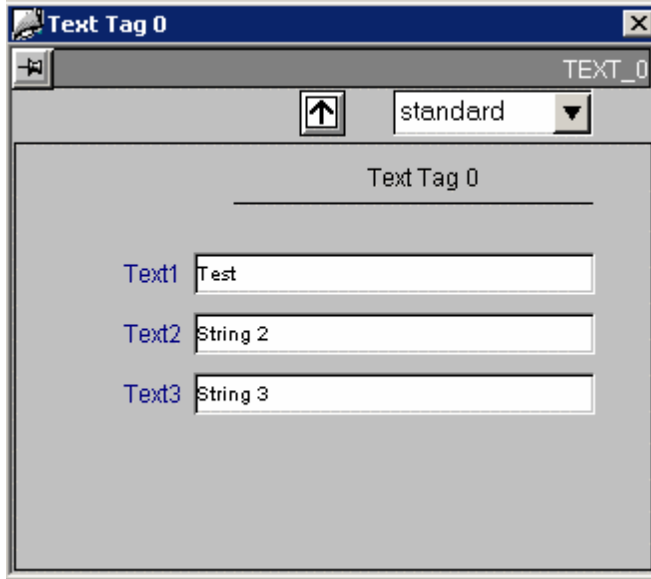 Text Tag 0
TEXT_0
standard
Text Tag 0
Text1 Test
Text2 String 2
Text3 String 3